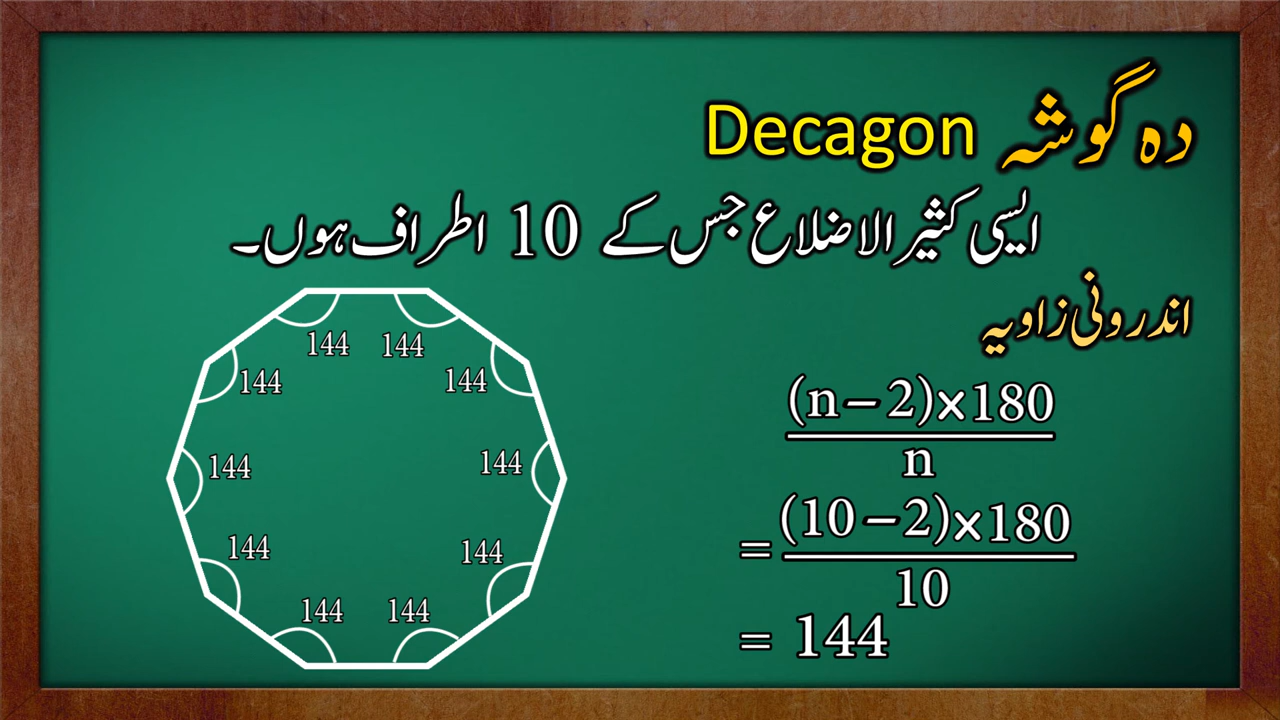 دہ گوشہ Decagon
ایسی کثیر الاضلاع جس کے 10 اطراف ہوں۔
اندرونی زاویہ
(n−2)×180
n
= (10−2)×180
10
= 144
144 144
144 144
144 144
144 144
144 144